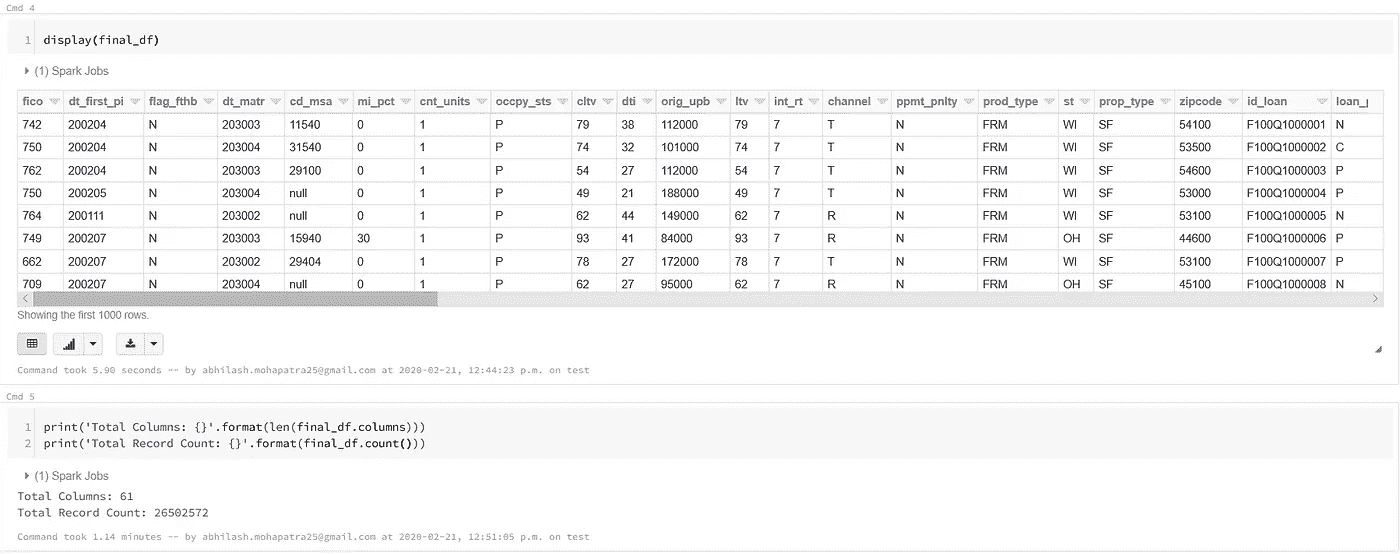 Cmd 4
1 display(final_df)
(1) Spark Jobs
fico dt_first_pi flag_fthb dt_matr cd_msa mi_pct cnt_units occpy_sts cltv dti orig_upb ltv int_rt channel ppmt_pnlty prod_type st prop_type zipcode id_loan loan_p
742 200204 N 203003 11540 0 1 P 79 38 112000 79 7 T N FRM WI SF 54100 F100Q1000001 N
750 200204 N 203004 31540 0 1 P 74 32 101000 74 7 T N FRM WI SF 53500 F100Q1000002 C
762 200204 N 203003 29100 0 1 P 54 27 112000 54 7 T N FRM WI SF 54600 F100Q1000003 P
750 200205 N 203004 null 0 1 P 49 21 188000 49 7 T N FRM WI SF 53000 F100Q1000004 P
764 200111 N 203002 null 0 1 P 62 44 149000 62 7 R N FRM WI SF 53100 F100Q1000005 N
749 200207 N 203003 15940 30 1 P 93 41 84000 93 7 R N FRM OH SF 44600 F100Q1000006 P
662 200207 N 203002 29404 0 1 P 78 27 172000 78 7 T N FRM WI SF 53100 F100Q1000007 P
709 200207 N 203004 null 0 1 P 62 27 95000 62 7 R N FRM OH SF 45100 F100Q1000008 N
Showing the first 1000 rows.
Command took 5.90 seconds -- by abhilash.mohapatra25@gmail.com at 2020-02-21, 12:44:23 p.m. on test
Cmd 5
1 print('Total Columns: {}'.format(len(final_df.columns)))
2 print('Total Record Count: {}'.format(final_df.count()))
(1) Spark Jobs
Total Columns: 61
Total Record Count: 26502572
Command took 1.14 minutes -- by abhilash.mohapatra25@gmail.com at 2020-02-21, 12:51:05 p.m. on test